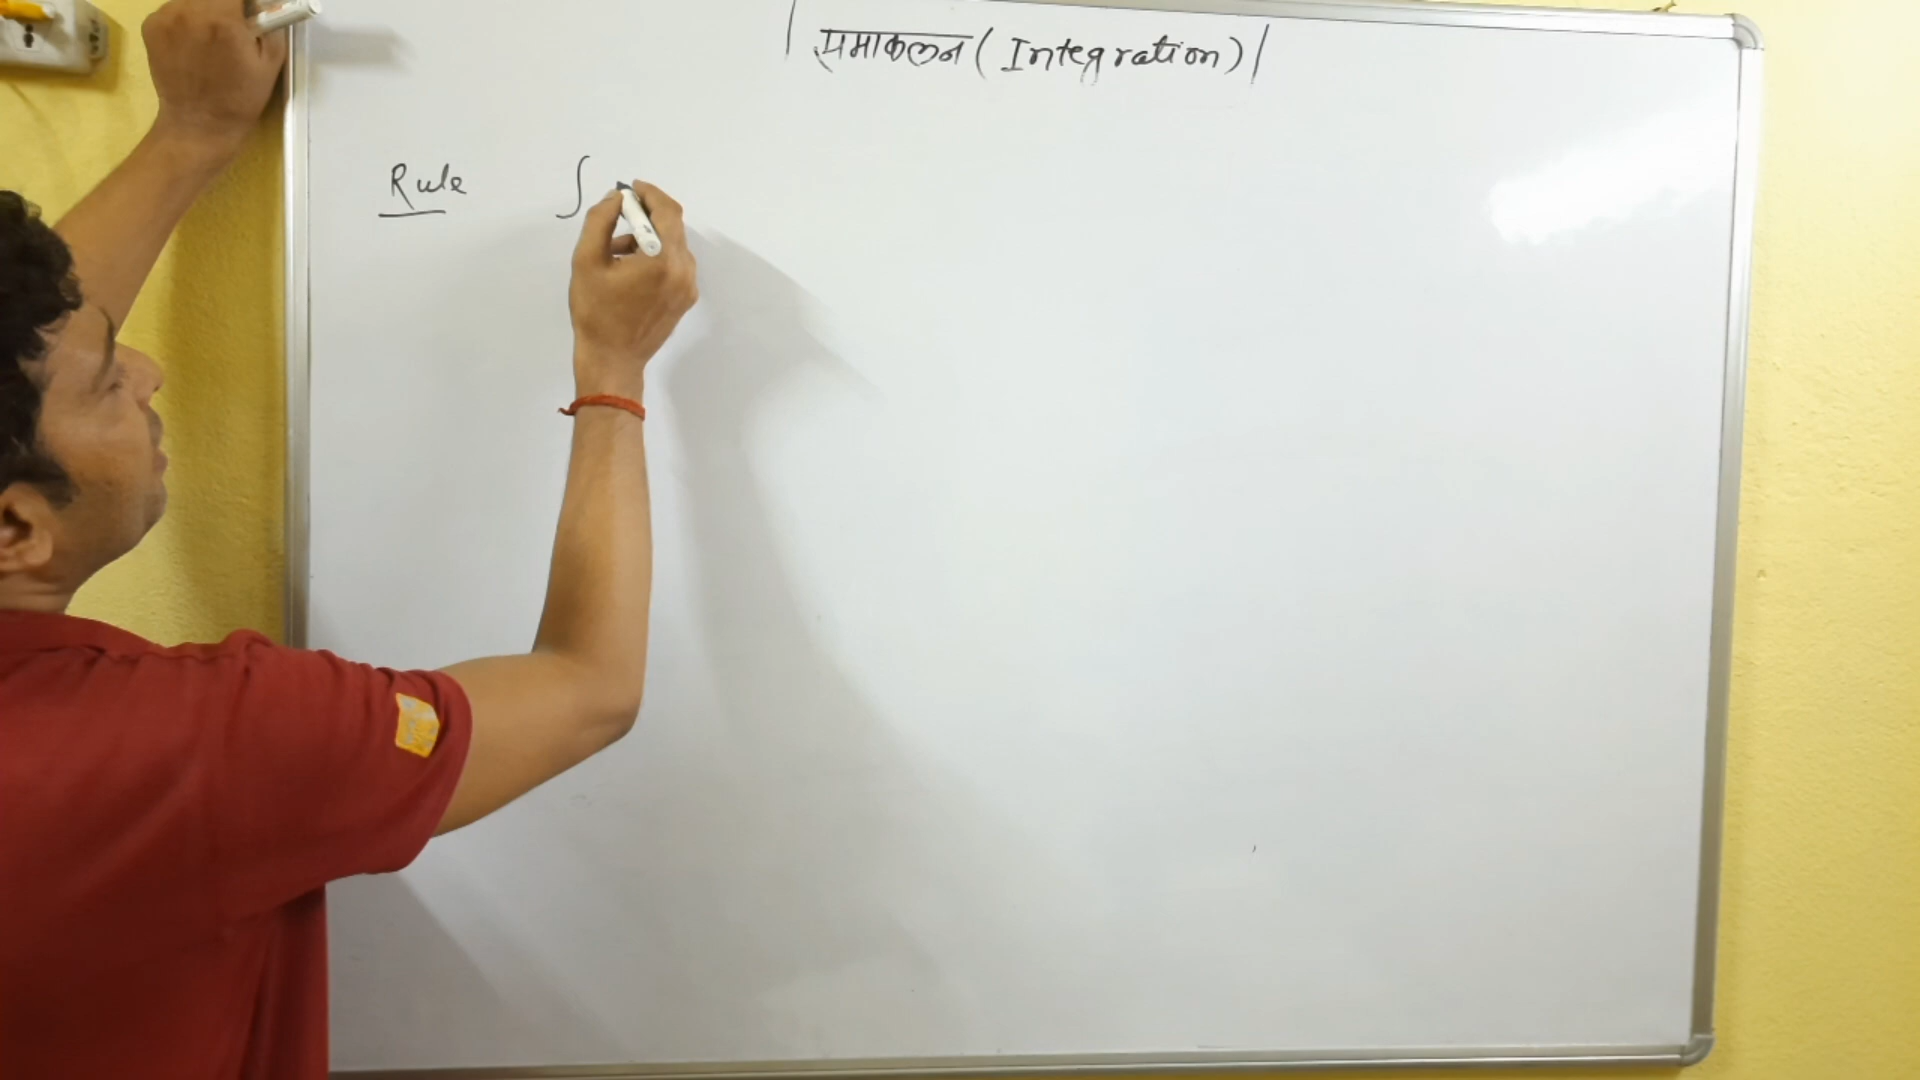 | समाकलन ( Integration ) |
Rule ∫